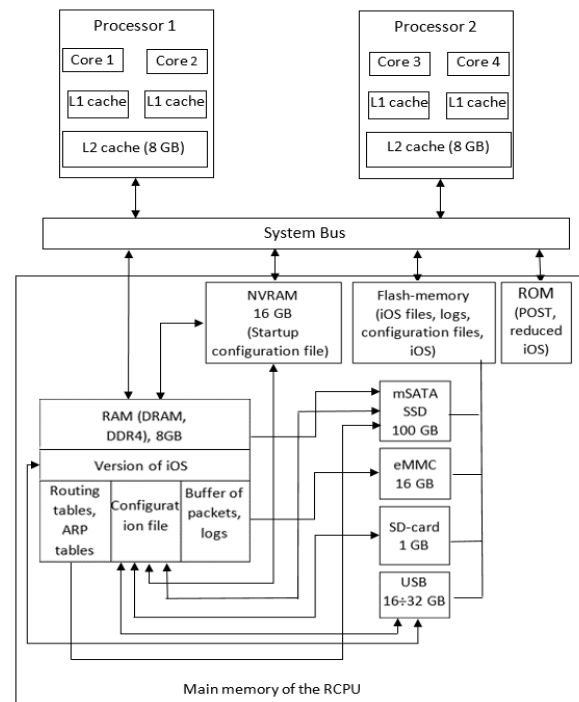 Processor 1
Core 1
Core 2
L1 cache
L1 cache
L2 cache (8 GB)
Processor 2
Core 3
Core 4
L1 cache
L1 cache
L2 cache (8 GB)
System Bus
NVRAM
16 GB
(Startup
configuration file)
Flash-memory
(iOS files, logs,
configuration files,
iOS)
ROM
(POST,
reduced
iOS)
RAM (DRAM,
DDR4), 8GB
Version of iOS
Routing
tables,
ARP
tables
Configurat
ion file
Buffer of
packets,
logs
mSATA
SSD
100 GB
eMMC
16 GB
SD-card
1 GB
USB
16÷32 GB
Main memory of the RCPU